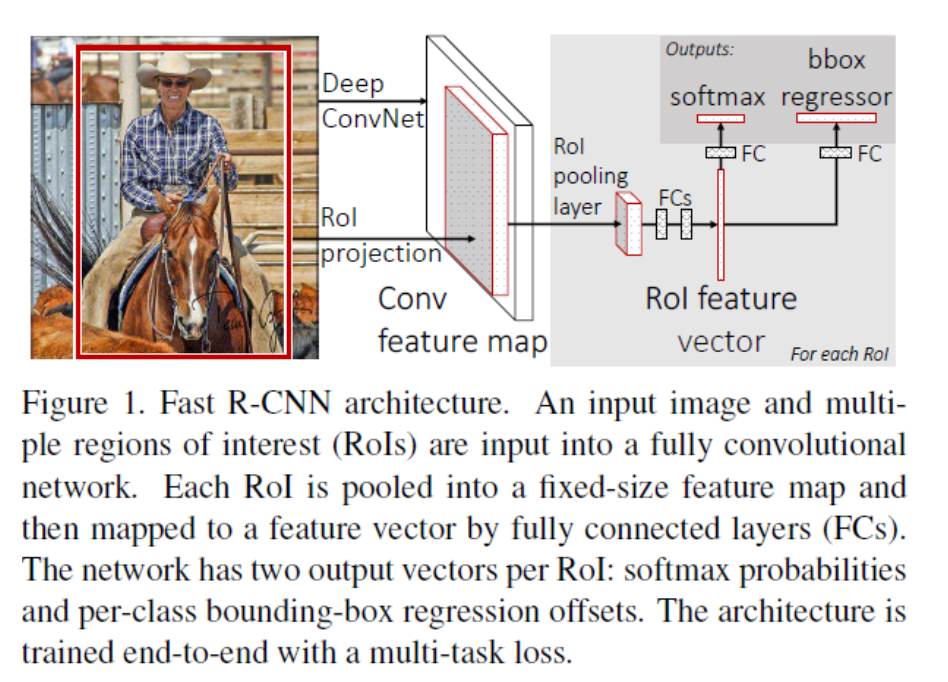 Outputs:
bbox
softmax regressor
Deep
ConvNet
RoI
pooling
layer
FC
FC
FCs
RoI
projection
Conv
feature map
RoI feature
vector
For each RoI
Figure 1. Fast R-CNN architecture. An input image and multi-
ple regions of interest (RoIs) are input into a fully convolutional
network. Each RoI is pooled into a fixed-size feature map and
then mapped to a feature vector by fully connected layers (FCs).
The network has two output vectors per RoI: softmax probabilities
and per-class bounding-box regression offsets. The architecture is
trained end-to-end with a multi-task loss.